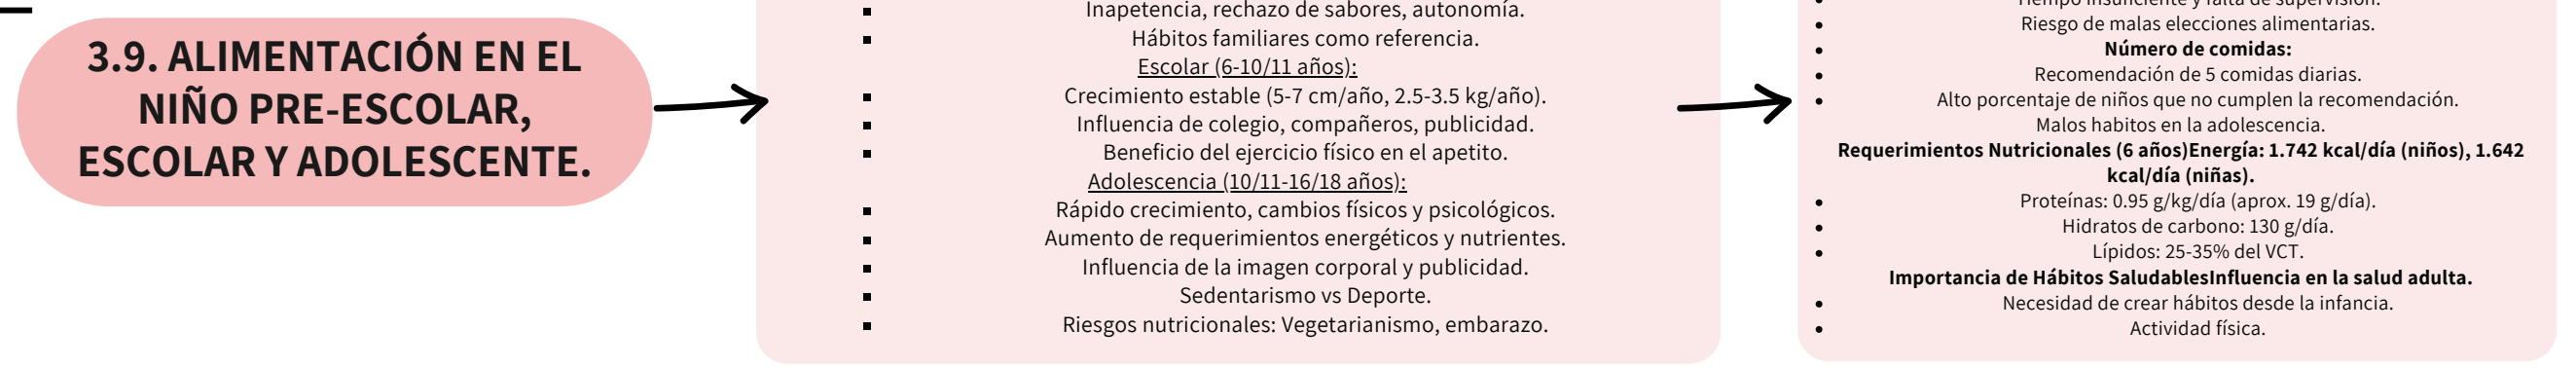 3.9. ALIMENTACIÓN EN EL
NIÑO PRE-ESCOLAR,
ESCOLAR Y ADOLESCENTE.
Inapetencia, rechazo de sabores, autonomía.
Hábitos familiares como referencia.
Escolar (6-10/11 años):
Crecimiento estable (5-7 cm/año, 2.5-3.5 kg/año).
Influencia de colegio, compañeros, publicidad.
Beneficio del ejercicio físico en el apetito.
Adolescencia (10/11-16/18 años):
Rápido crecimiento, cambios físicos y psicológicos.
Aumento de requerimientos energéticos y nutrientes.
Influencia de la imagen corporal y publicidad.
Sedentarismo vs Deporte.
Riesgos nutricionales: Vegetarianismo, embarazo.
Tiempo insuficiente y falta de supervisión.
Riesgo de malas elecciones alimentarias.
Número de comidas:
Recomendación de 5 comidas diarias.
Alto porcentaje de niños que no cumplen la recomendación.
Malos habitos en la adolescencia.
Requerimientos Nutricionales (6 años)Energía: 1.742 kcal/día (niños), 1.642
kcal/día (niñas).
Proteínas: 0.95 g/kg/día (aprox. 19 g/día).
Hidratos de carbono: 130 g/día.
Lípidos: 25-35% del VCT.
Importancia de Hábitos SaludablesInfluencia en la salud adulta.
Necesidad de crear hábitos desde la infancia.
Actividad física.